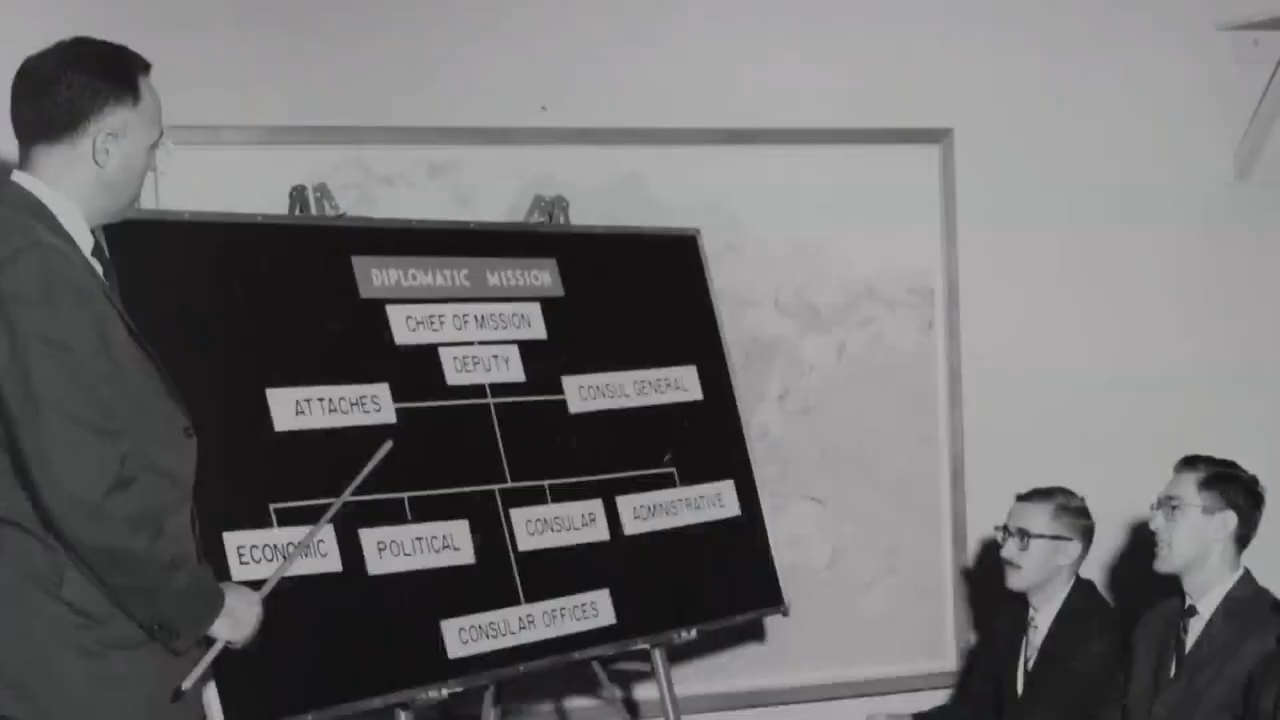 DIPLOMATIC MISSION
CHIEF OF MISSION
DEPUTY
ATTACHES
CONSUL GENERAL
ECONOMIC
POLITICAL
CONSULAR
ADMINISTRATIVE
CONSULAR OFFICES